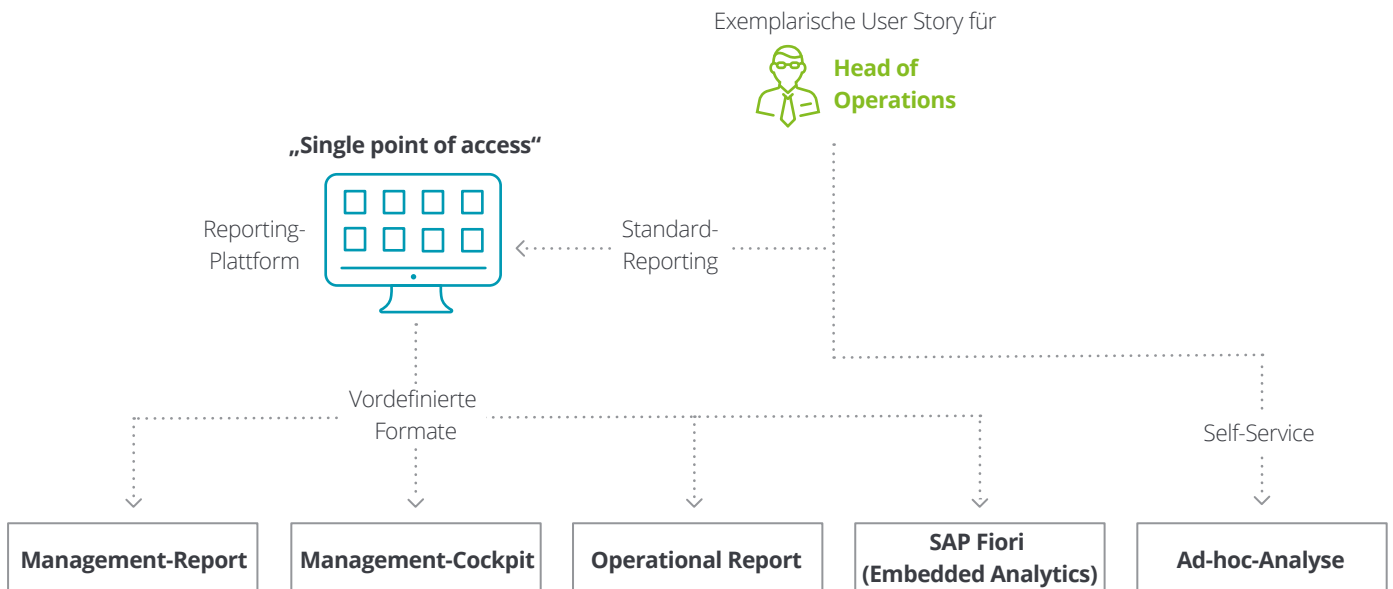 Exemplarische User Story für
Head of
Operations
„Single point of access“
Reporting-
Plattform
Standard-
Reporting
Vordefinierte
Formate
Self-Service
Management-Report
Management-Cockpit
Operational Report
SAP Fiori
(Embedded Analytics)
Ad-hoc-Analyse